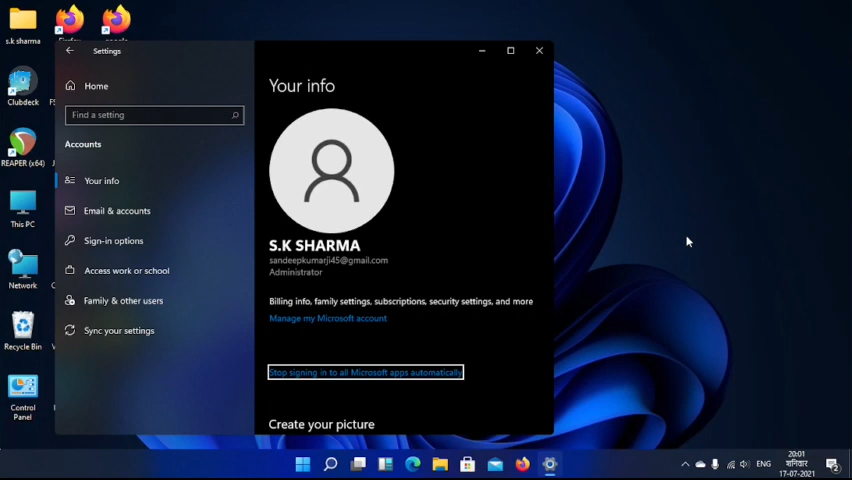 s.k sharma
Clubdeck
REAPER (x64)
This PC
Network
Recycle Bin
Control
Panel
Settings
Home
Find a setting
Accounts
Your info
Email & accounts
Sign-in options
Access work or school
Family & other users
Sync your settings
Your info
S.K SHARMA
sandeepkumarji45@gmail.com
Administrator
Billing info, family settings, subscriptions, security settings, and more
Manage my Microsoft account
Stop signing in to all Microsoft apps automatically
Create your picture
ENG
20:01
शनिवार
17-07-2021
2